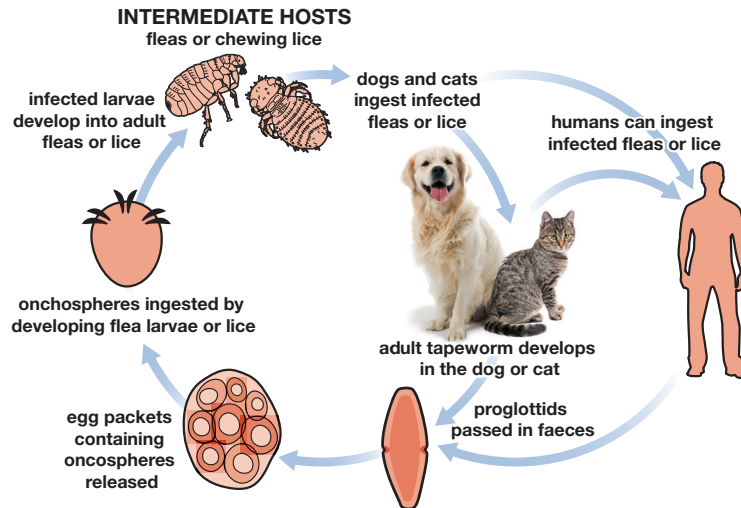 INTERMEDIATE HOSTS
fleas or chewing lice
dogs and cats
ingest infected
fleas or lice
humans can ingest
infected fleas or lice
adult tapeworm develops
in the dog or cat
proglottids
passed in faeces
egg packets
containing
oncospheres
released
onchospheres ingested by
developing flea larvae or lice
infected larvae
develop into adult
fleas or lice